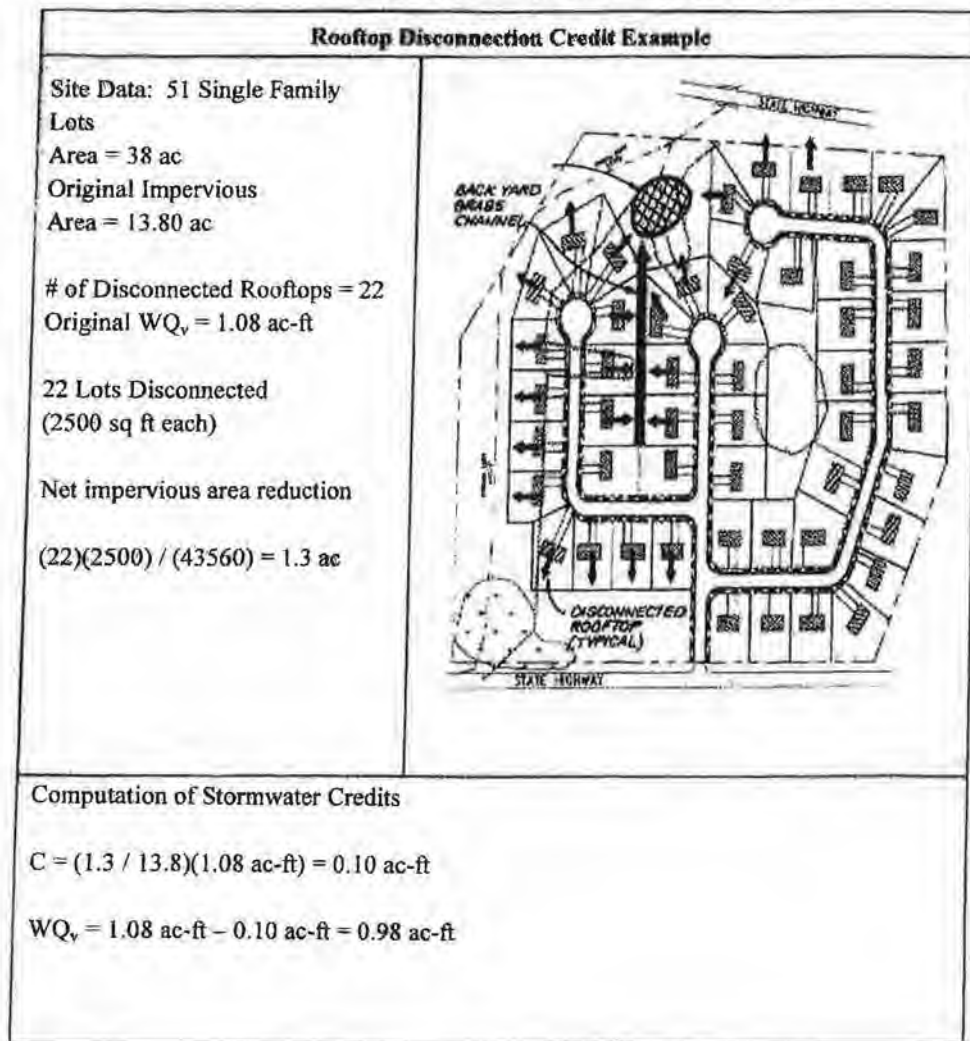 Rooftop Disconnection Credit Example
Site Data: 51 Single Family
Lots
Area = 38 ac
Original Impervious
Area = 13.80 ac
# of Disconnected Rooftops = 22
Original WQᵥ = 1.08 ac-ft
22 Lots Disconnected
(2500 sq ft each)
Net impervious area reduction
(22)(2500) / (43560) = 1.3 ac
STATE HIGHWAY
BACK YARD
GRASS
CHANNEL
DISCONNECTED
ROOFTOP
(TYPICAL)
STATE HIGHWAY
Computation of Stormwater Credits
C = (1.3 / 13.8)(1.08 ac-ft) = 0.10 ac-ft
WQᵥ = 1.08 ac-ft – 0.10 ac-ft = 0.98 ac-ft